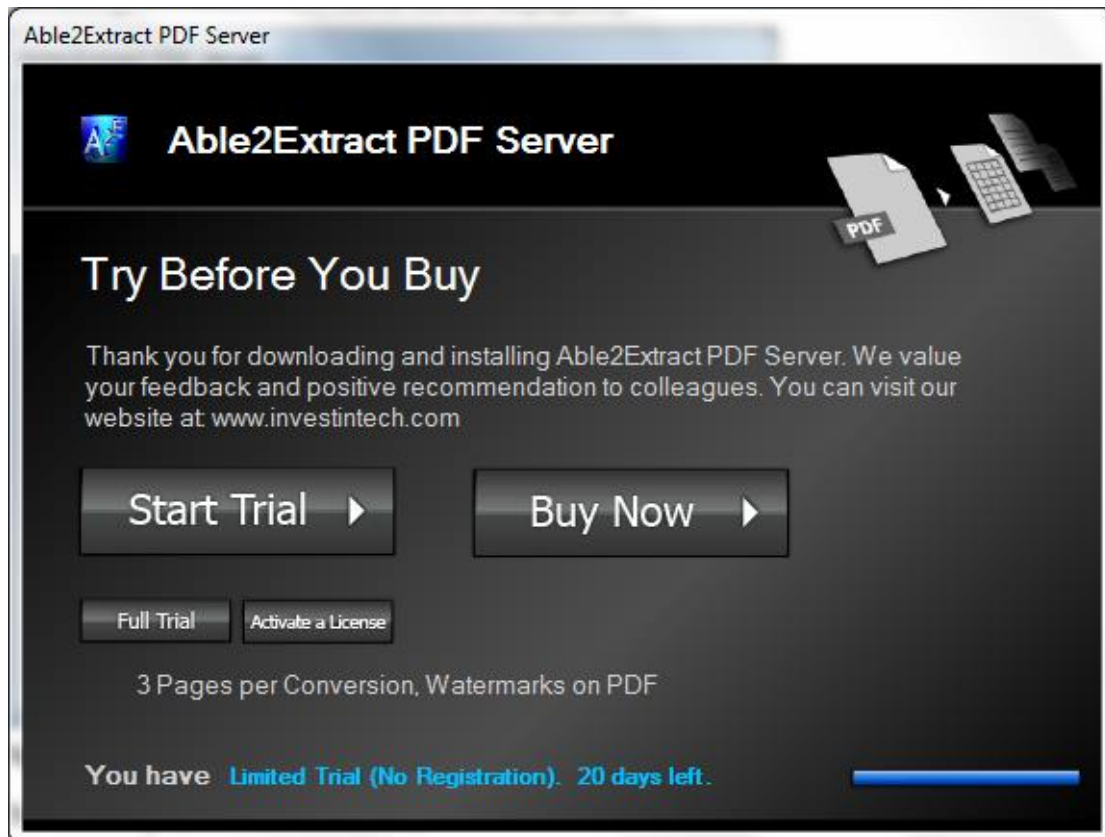 Able2Extract PDF Server
Able2Extract PDF Server
PDF
Try Before You Buy
Thank you for downloading and installing Able2Extract PDF Server. We value
your feedback and positive recommendation to colleagues. You can visit our
website at: www.investintech.com
Start Trial
Buy Now
Full Trial
Activate a License
3 Pages per Conversion, Watermarks on PDF
You have Limited Trial (No Registration). 20 days left.